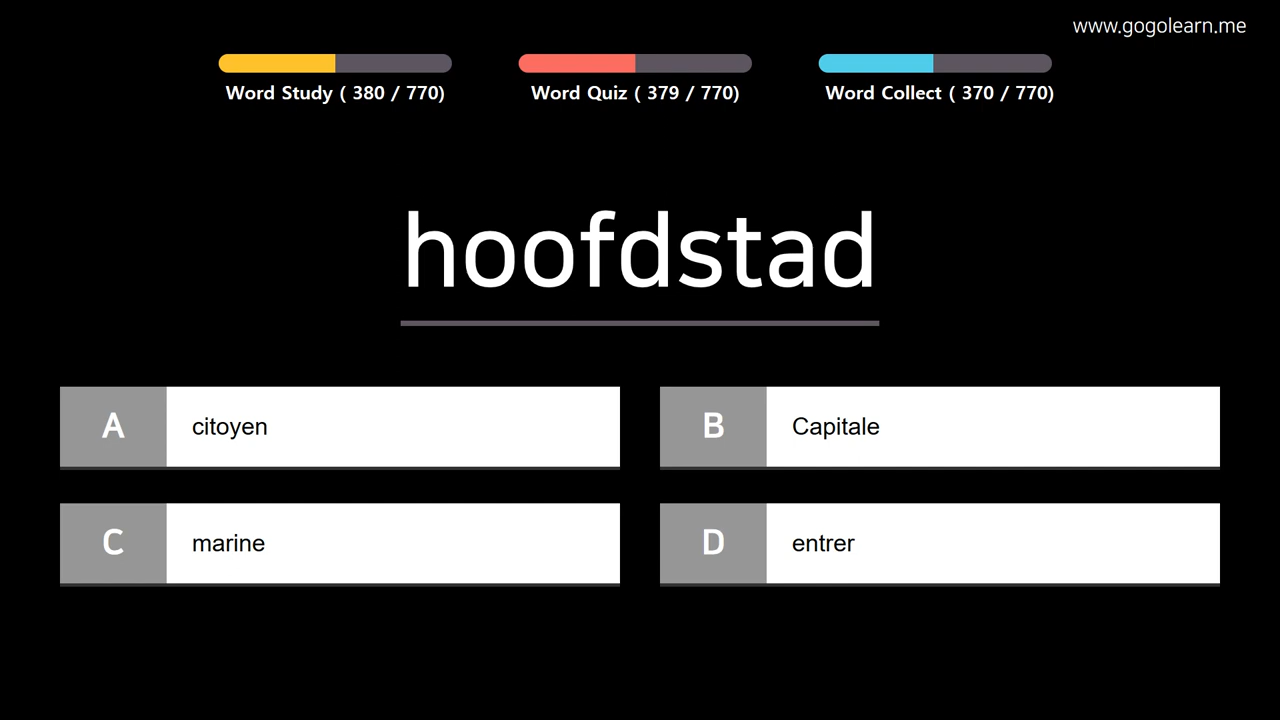 www.gogolearn.me
Word Study ( 380 / 770)
Word Quiz ( 379 / 770)
Word Collect ( 370 / 770)
hoofdstad
A citoyen
B Capitale
C marine
D entrer